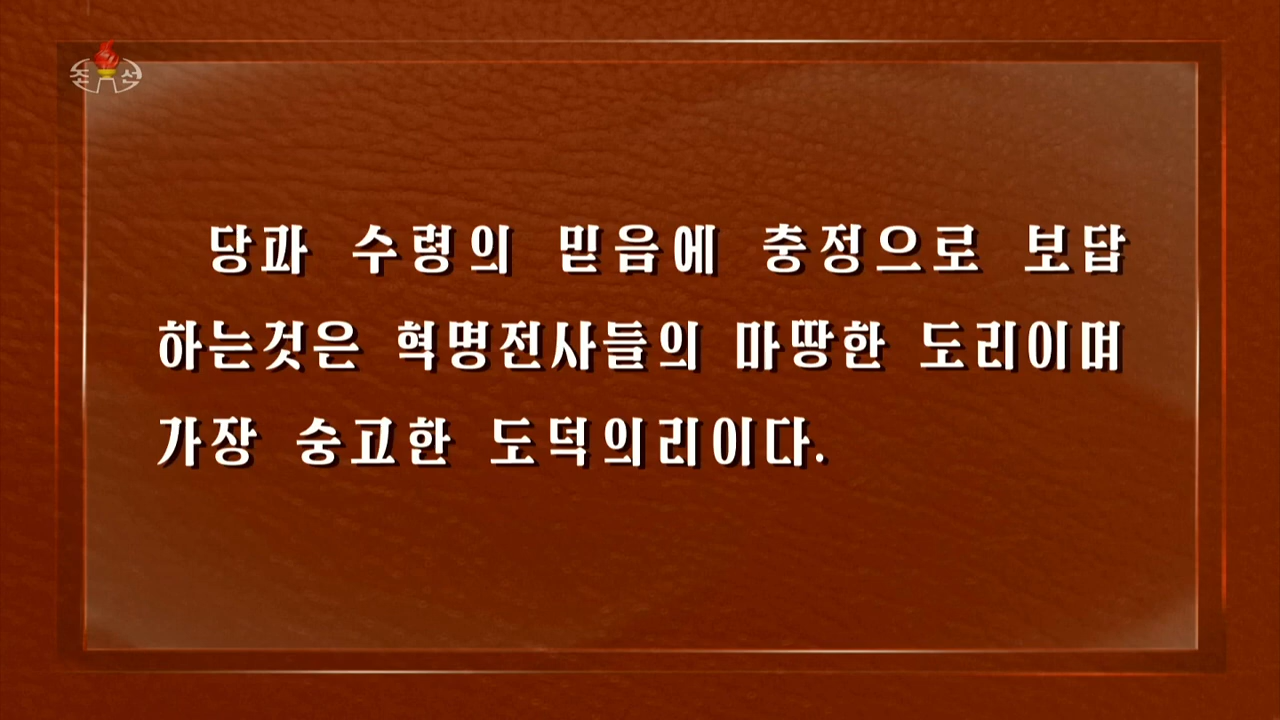 조선
당과 수령의 믿음에 충정으로 보답
하는것은 혁명전사들의 마땅한 도리이며
가장 숭고한 도덕의리이다.